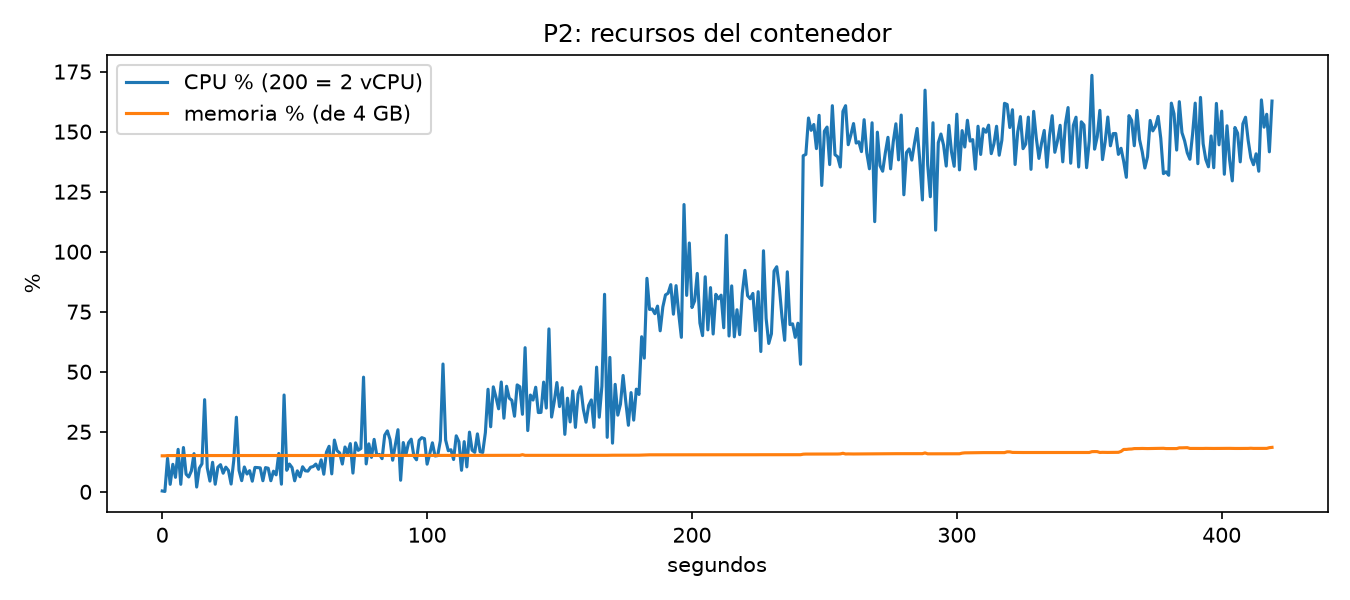 P2: recursos del contenedor
CPU % (200 = 2 vCPU)
memoria % (de 4 GB)
175
150
125
100
75
50
25
0
%
0 100 200 300 400
segundos